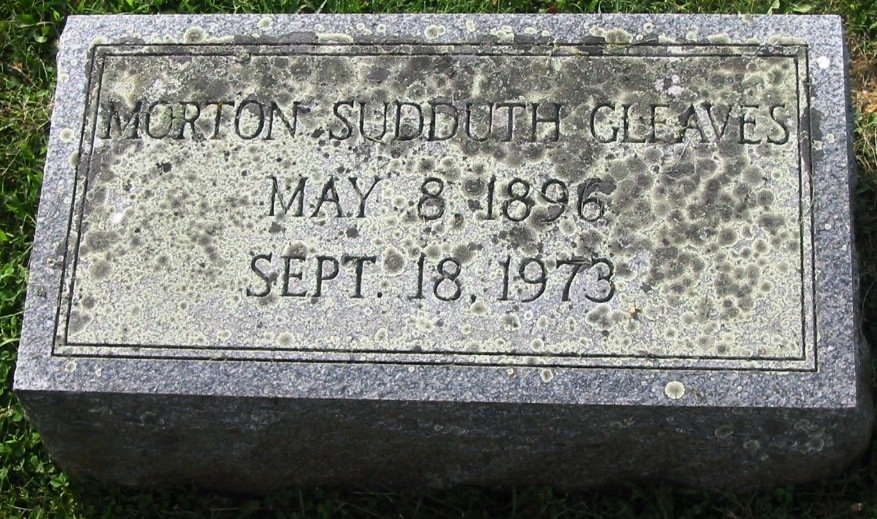 MORTON SUDDUTH GLEAVES
MAY 8, 1896
SEPT. 18, 1973